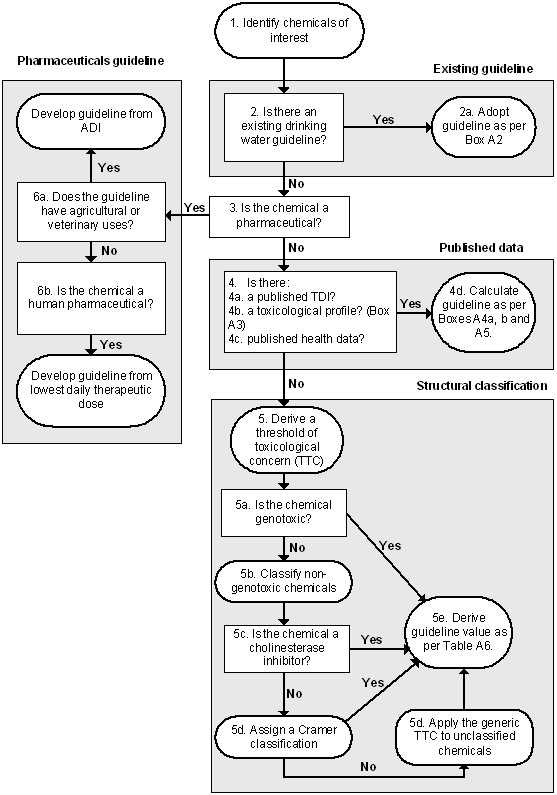 1. Identify chemicals of
interest
Pharmaceuticals guideline
Existing guideline
Develop guideline from
ADI
2. Is there an
existing drinking
water guideline?
Yes
2a. Adopt
guideline as per
Box A2
Yes
No
6a. Does the guideline
have agricultural or
veterinary uses?
Yes
3. Is the chemical a
pharmaceutical?
No
No
Published data
6b. Is the chemical a
human pharmaceutical?
4. Is there:
4a. a published TDI?
4b. a toxicological profile? (Box
A3)
4c. published health data?
Yes
4d. Calculate
guideline as per
Boxes A4a, b and
A5.
Yes
Develop guideline from
lowest daily therapeutic
dose
No
Structural classification
5. Derive a
threshold of
toxicological
concern (TTC)
5a. Is the chemical
genotoxic?
Yes
No
5b. Classify non-
genotoxic chemicals
5e. Derive
guideline value as
per Table A6.
5c. Is the chemical a
cholinesterase
inhibitor?
Yes
No
Yes
5d. Assign a Cramer
classification
5d. Apply the generic
TTC to unclassified
chemicals
No